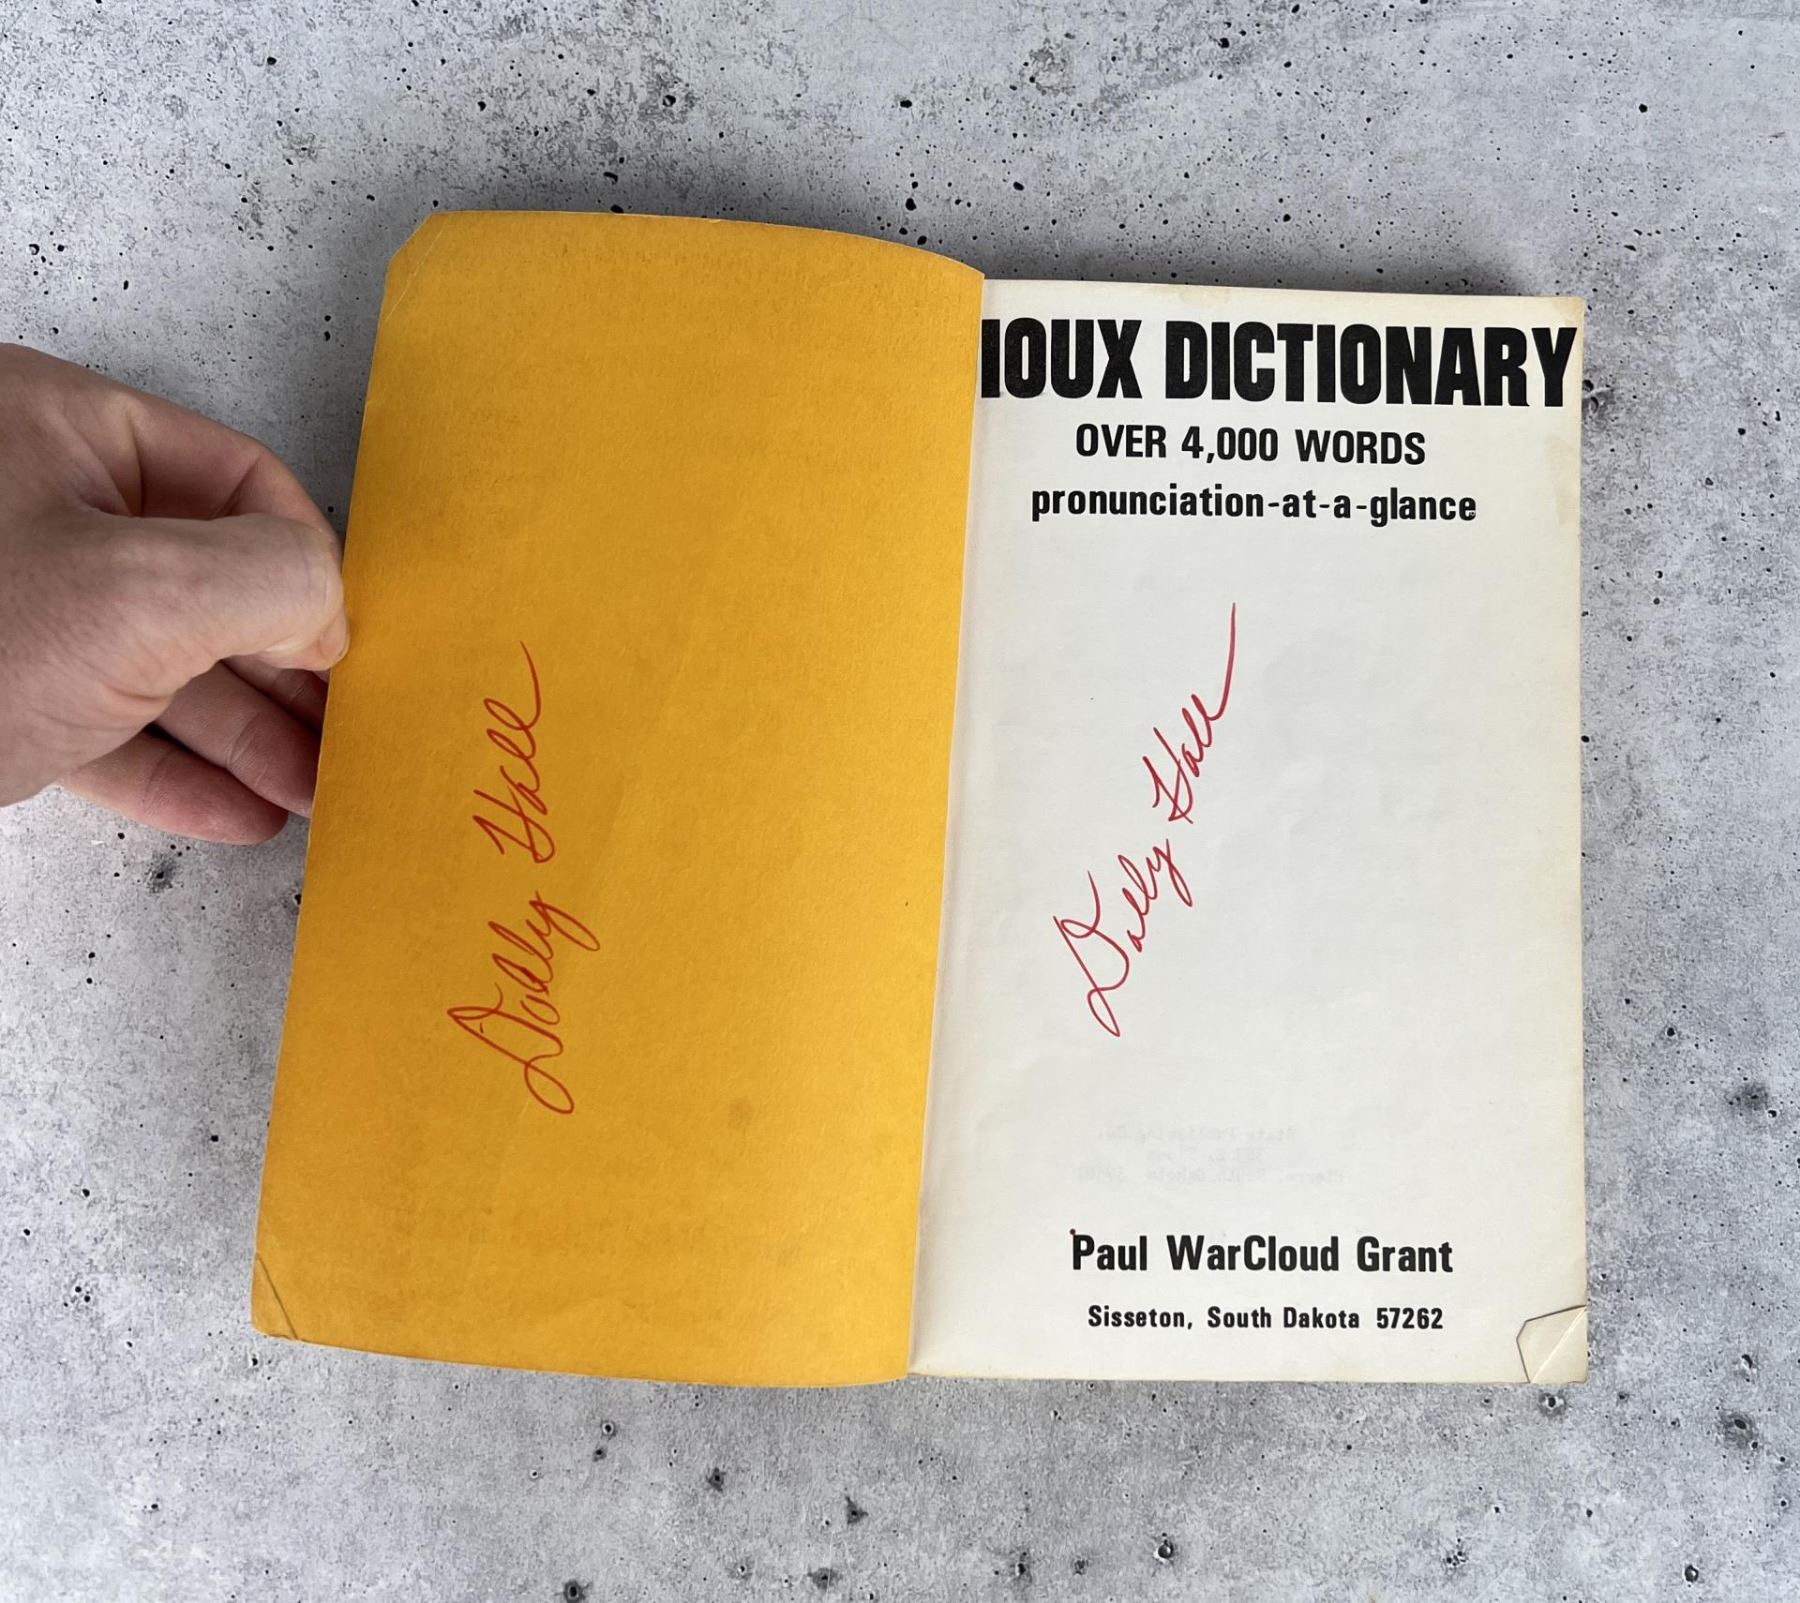 Dolly Hall
IOUX DICTIONARY
OVER 4,000 WORDS
pronunciation-at-a-glance
Dolly Hall
Paul WarCloud Grant
Sisseton, South Dakota 57262